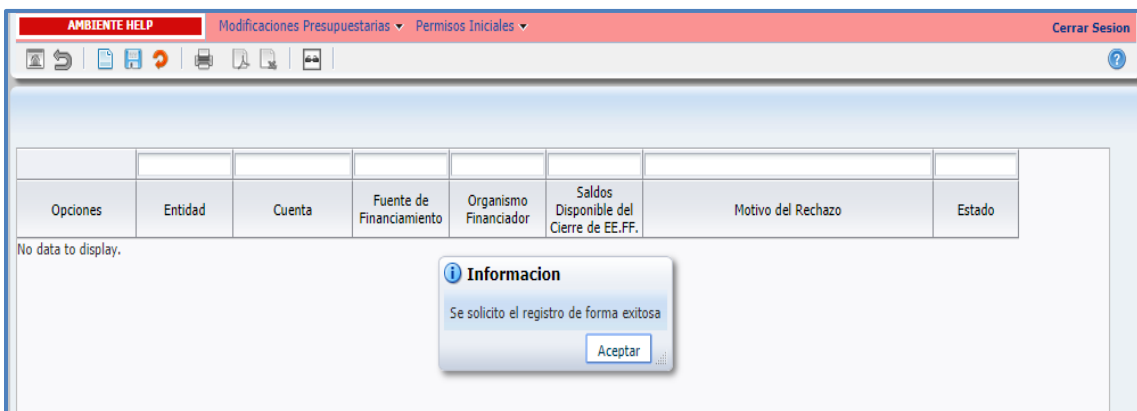 AMBIENTE HELP Modificaciones Presupuestarias Permisos Iniciales Cerrar Sesion
Opciones Entidad Cuenta Fuente de Financiamiento Organismo Financiador Saldos Disponible del Cierre de EE.FF. Motivo del Rechazo Estado
No data to display.
Informacion
Se solicito el registro de forma exitosa
Aceptar